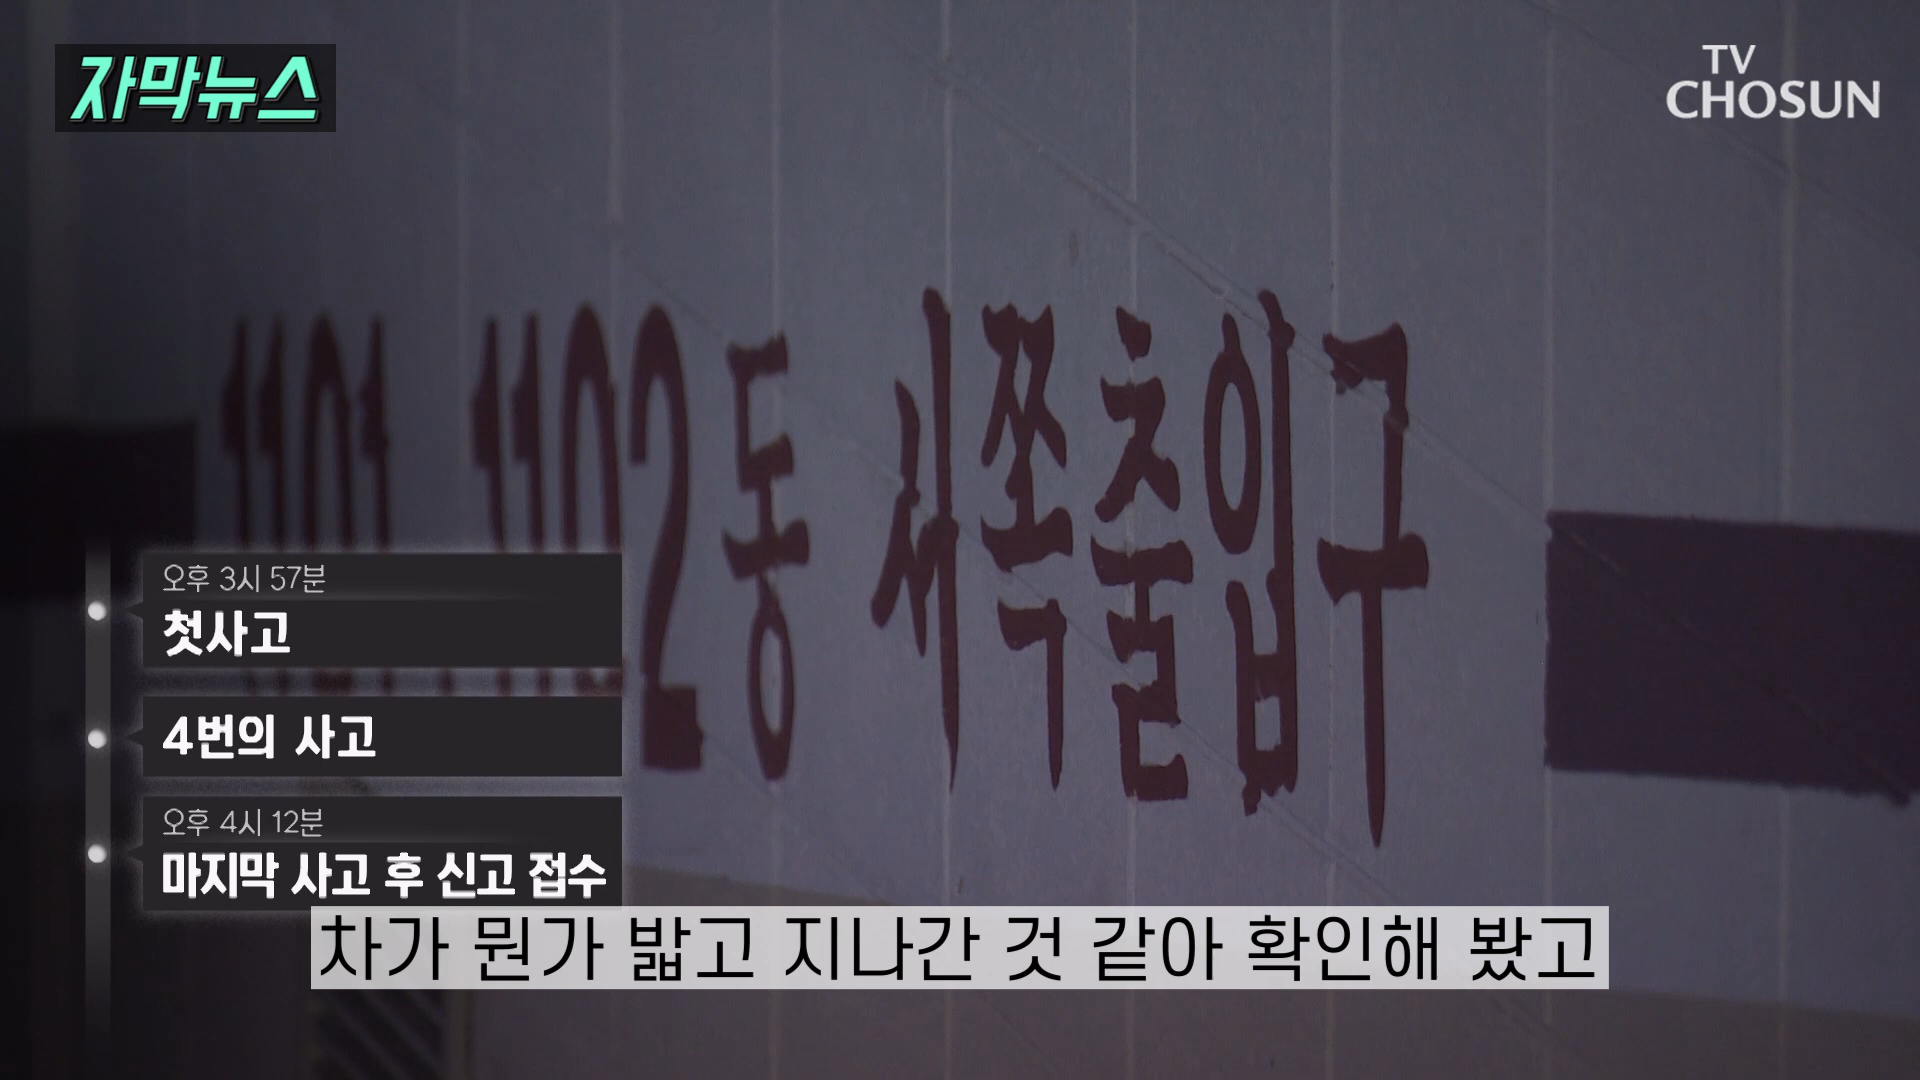 자막뉴스
TV
CHOSUN
1101 1102동 서쪽출입구
오후 3시 57분
첫사고
4번의 사고
오후 4시 12분
마지막 사고 후 신고 접수
차가 뭔가 밟고 지나간 것 같아 확인해 봤고